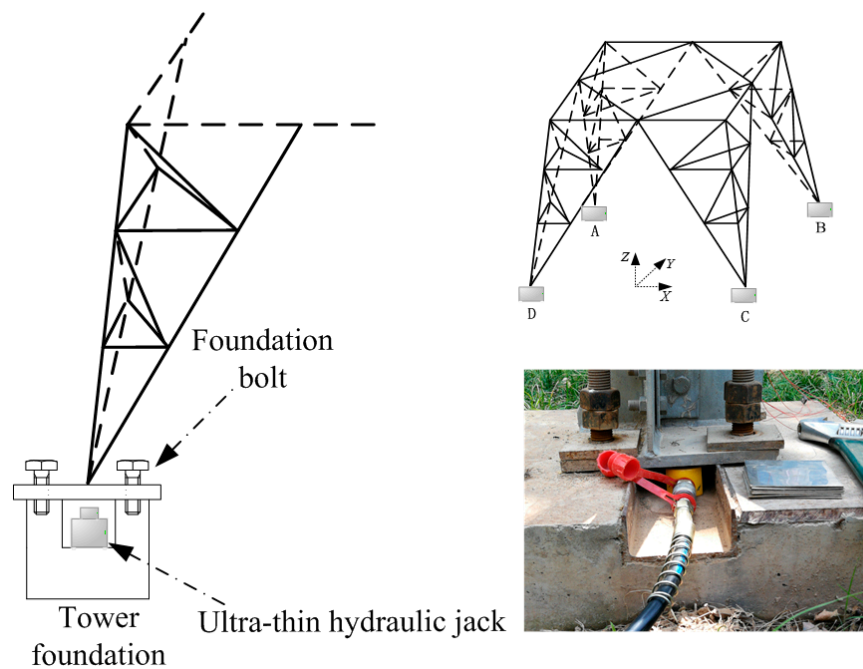 Foundation
bolt
Tower
foundation
Ultra-thin hydraulic jack
A
B
Z
Y
X
D
C